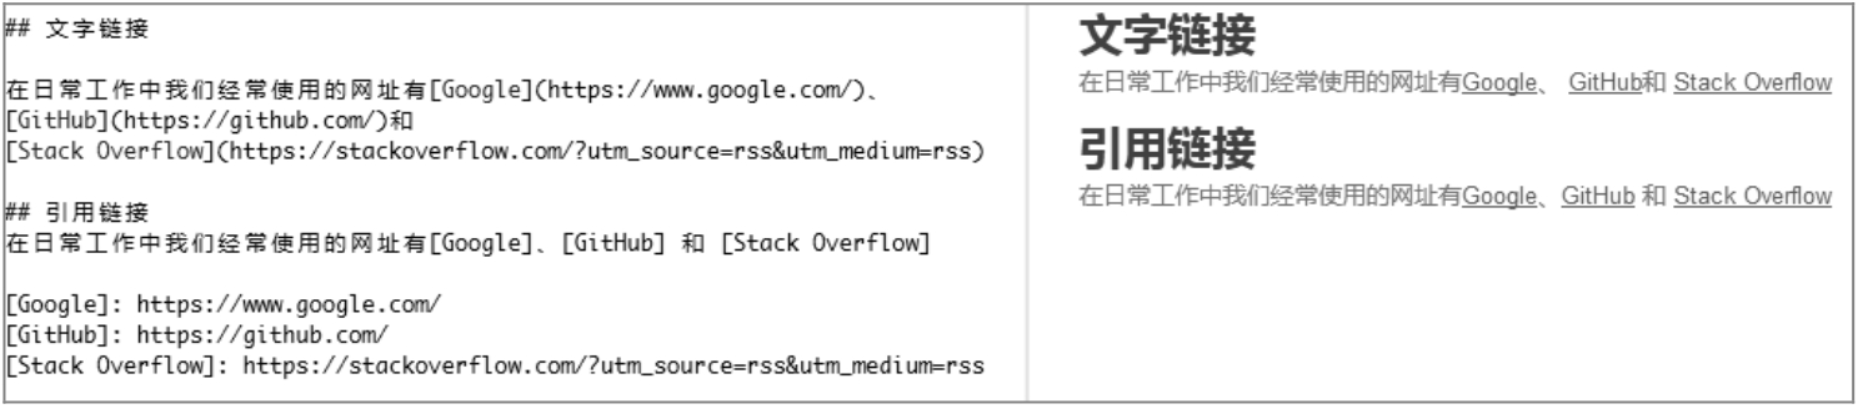 ## 文字链接
在日常工作中我们经常使用的网址有[Google](https://www.google.com/)、
[GitHub](https://github.com/)和
[Stack Overflow](https://stackoverflow.com/?utm_source=rss&utm_medium=rss)
## 引用链接
在日常工作中我们经常使用的网址有[Google]、[GitHub] 和 [Stack Overflow]
[Google]: https://www.google.com/
[GitHub]: https://github.com/
[Stack Overflow]: https://stackoverflow.com/?utm_source=rss&utm_medium=rss
文字链接
在日常工作中我们经常使用的网址有Google、 GitHub和 Stack Overflow
引用链接
在日常工作中我们经常使用的网址有Google、GitHub 和 Stack Overflow